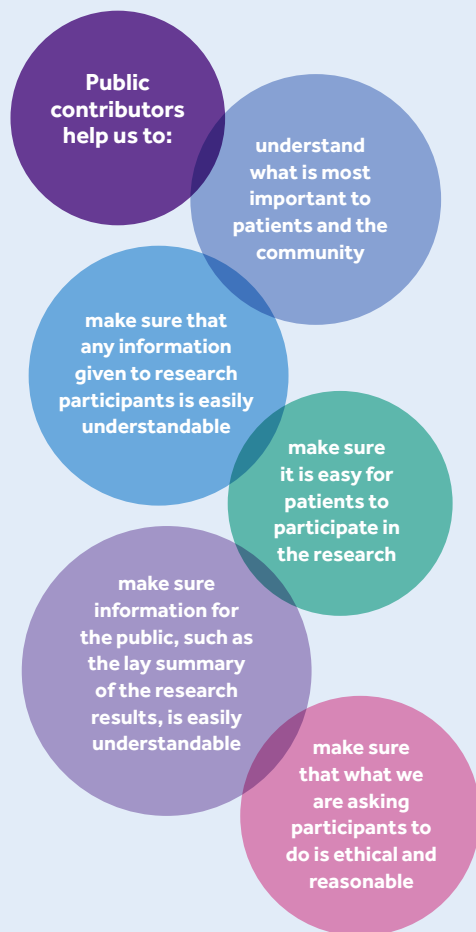 Public
contributors
help us to:
understand
what is most
important to
patients and the
community
make sure that
any information
given to research
participants is easily
understandable
make sure
it is easy for
patients to
participate in
the research
make sure
information for
the public, such as
the lay summary
of the research
results, is easily
understandable
make sure
that what we
are asking
participants to
do is ethical and
reasonable